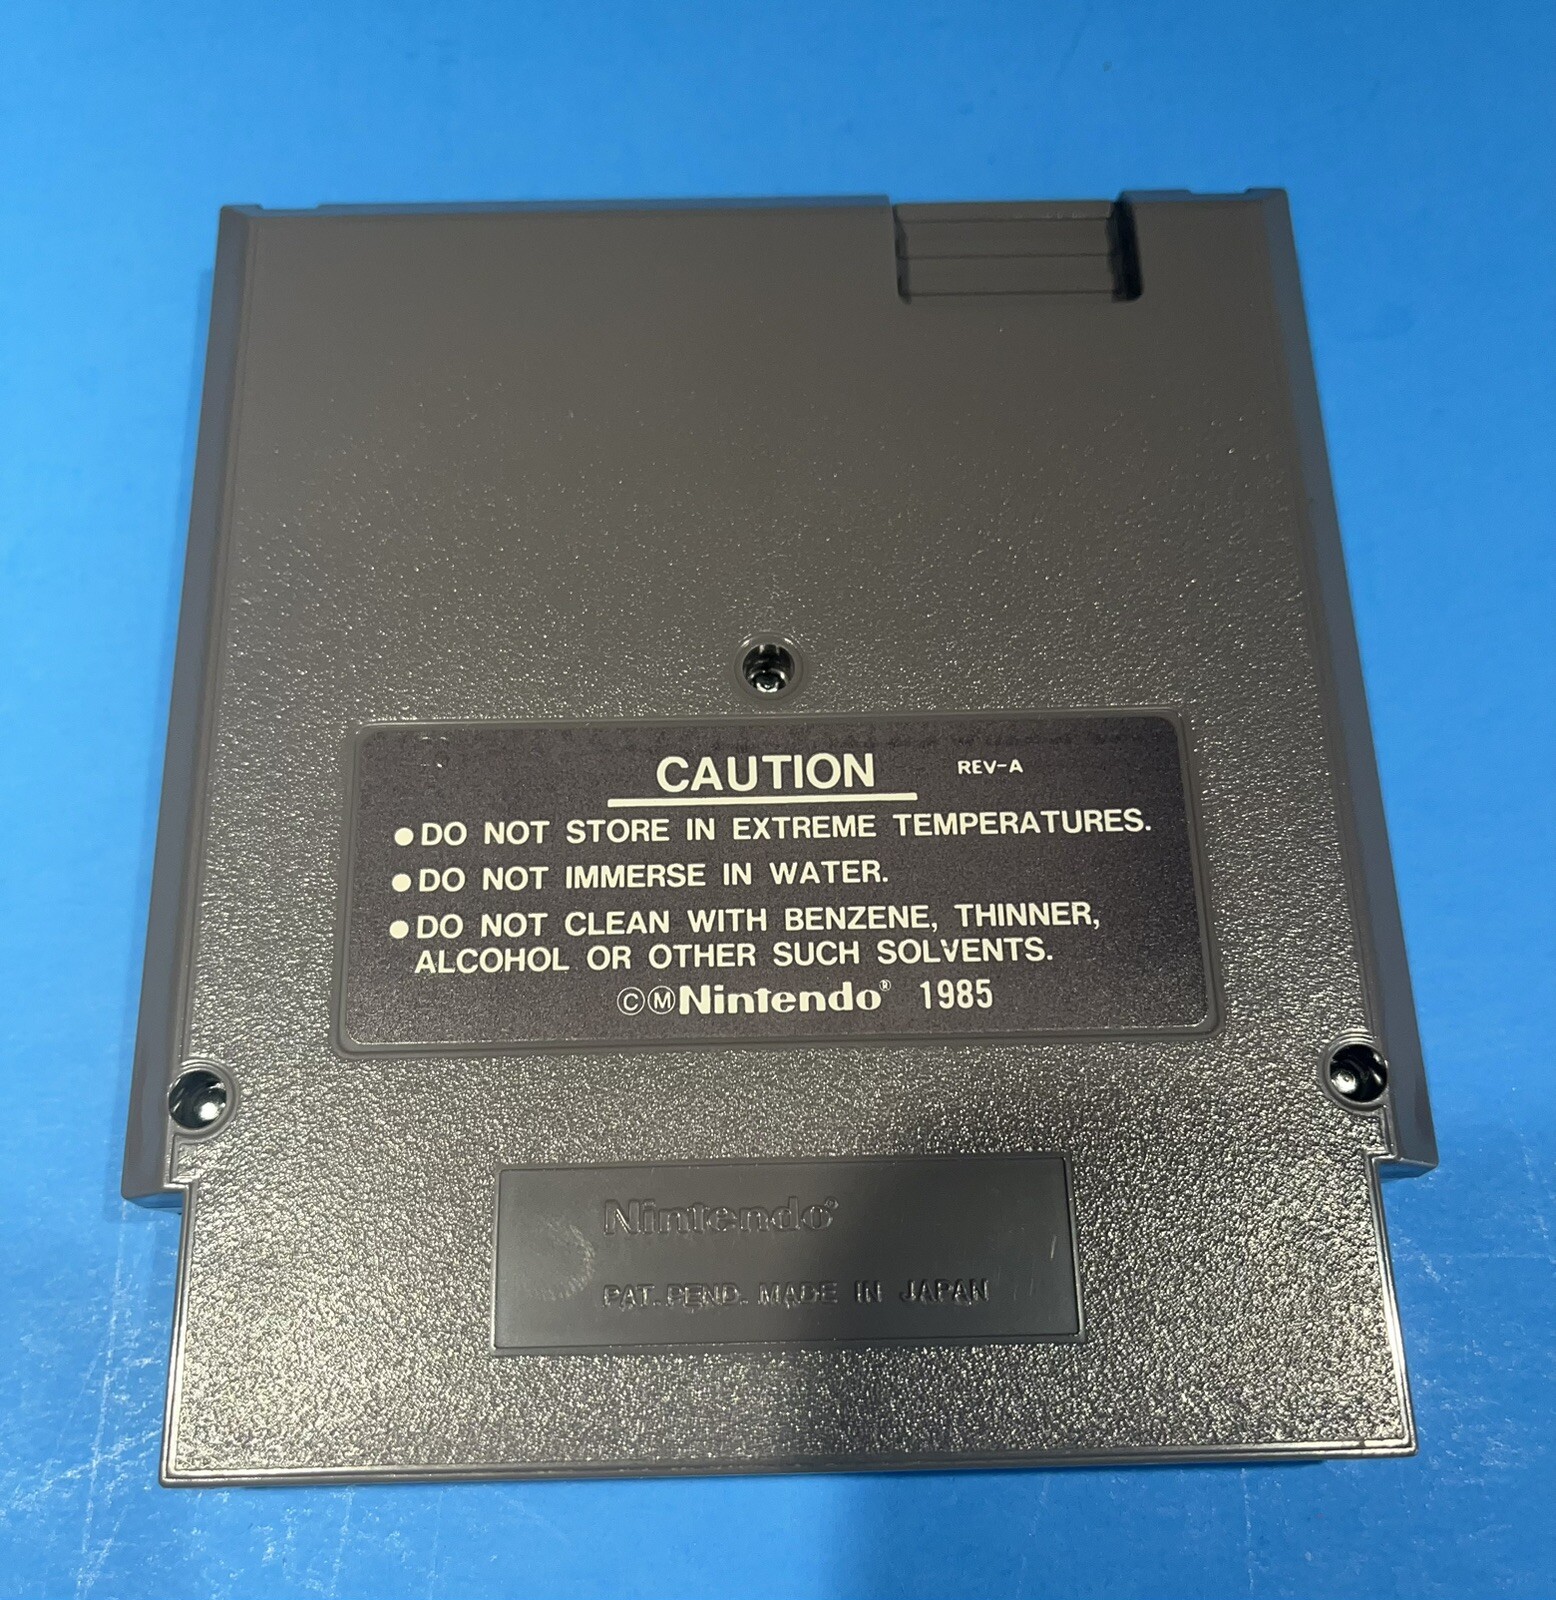 CAUTION REV-A
●DO NOT STORE IN EXTREME TEMPERATURES.
●DO NOT IMMERSE IN WATER.
●DO NOT CLEAN WITH BENZENE, THINNER,
ALCOHOL OR OTHER SUCH SOLVENTS.
ⒸⓂNintendo® 1985
Nintendo®
PAT. PEND. MADE IN JAPAN